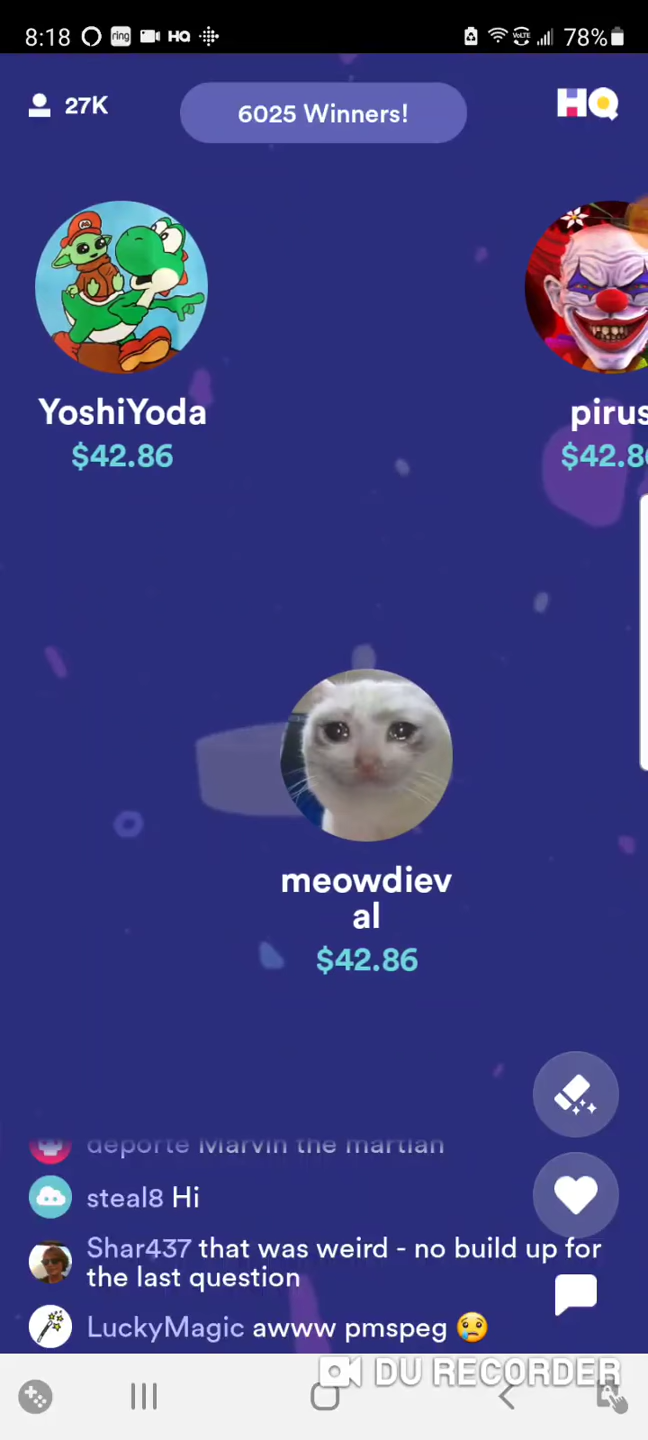 8:18 ring HQ VoLTE 78%
27K
6025 Winners!
HQ
YoshiYoda
$42.86
pirus
$42.8
meowdiev
al
$42.86
deporte Marvin the martian
steal8 Hi
Shar437 that was weird - no build up for
the last question
LuckyMagic awww pmspeg 😢
DU RECORDER